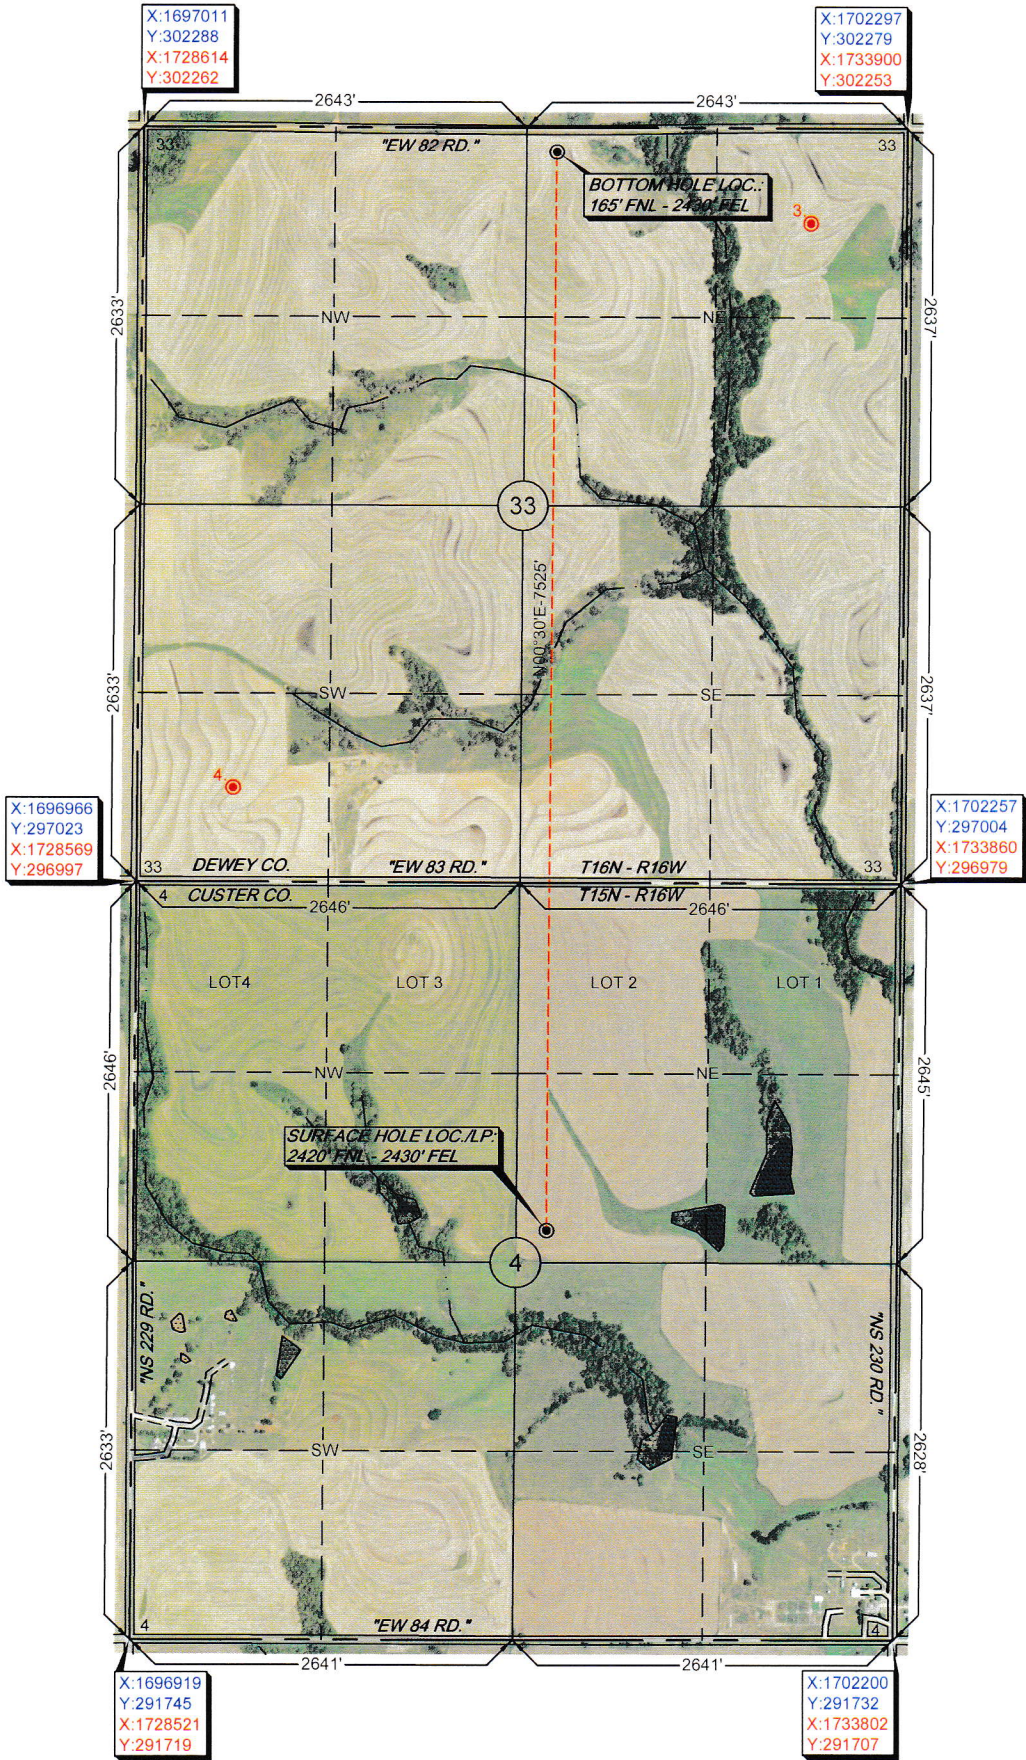 X:1697011
Y:302288
X:1728614
Y:302262
X:1702297
Y:302279
X:1733900
Y:302253
2643'
2643'
33
"EW 82 RD."
33
BOTTOM HOLE LOC.:
165' FNL - 2430' FEL
3
2633'
NW
NE
2637'
33
N00°30'E-7525'
2633'
SW
SE
2637'
4
X:1696966
Y:297023
X:1728569
Y:296997
X:1702257
Y:297004
X:1733860
Y:296979
33
DEWEY CO.
"EW 83 RD."
T16N - R16W
33
4
CUSTER CO.
2646'
T15N - R16W
2646'
4
LOT4
LOT 3
LOT 2
LOT 1
2646'
NW
NE
2645'
SURFACE HOLE LOC./LP:
2420' FNL - 2430' FEL
4
"NS 229 RD."
"NS 230 RD."
2633'
SW
SE
2628'
4
"EW 84 RD."
4
2641'
2641'
X:1696919
Y:291745
X:1728521
Y:291719
X:1702200
Y:291732
X:1733802
Y:291707